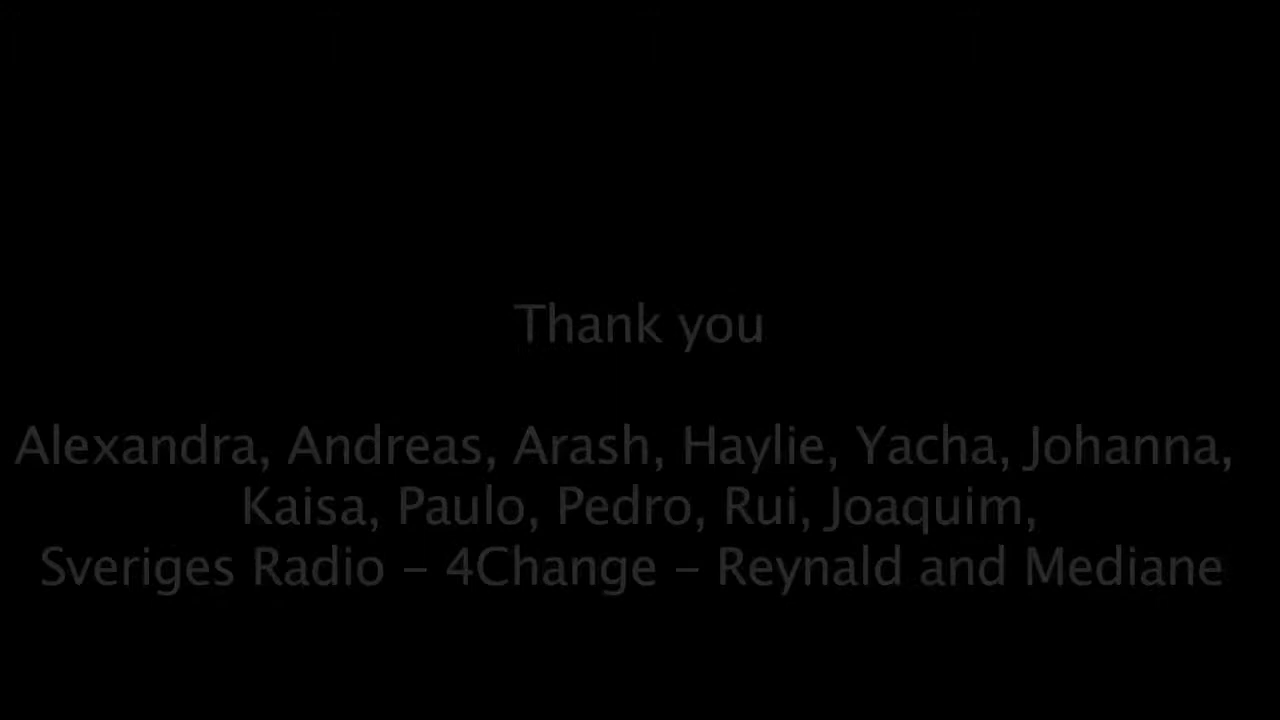 Thank you
Alexandra, Andreas, Arash, Haylie, Yacha, Johanna,
Kaisa, Paulo, Pedro, Rui, Joaquim,
Sveriges Radio – 4Change – Reynald and Mediane